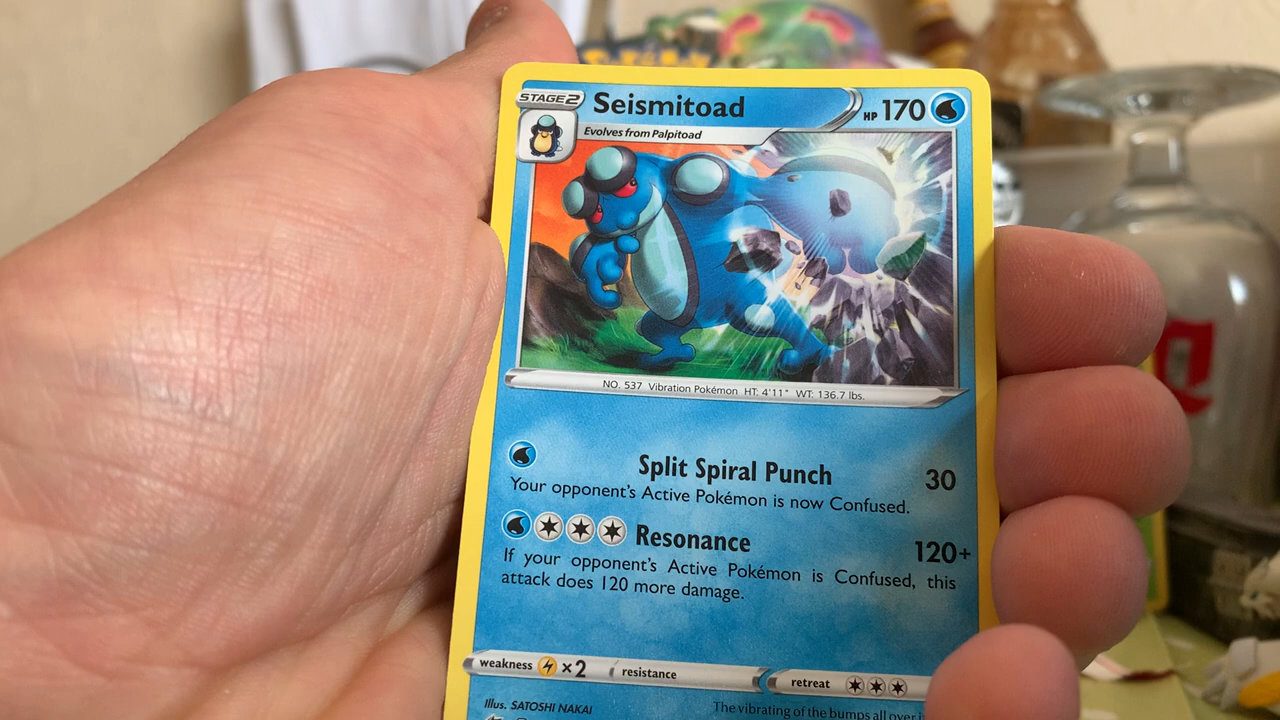 POKéMON
STAGE2 Seismitoad HP 170
Evolves from Palpitoad
NO. 537 Vibration Pokémon HT: 4'11" WT: 136.7 lbs.
Split Spiral Punch 30
Your opponent's Active Pokémon is now Confused.
Resonance 120+
If your opponent's Active Pokémon is Confused, this
attack does 120 more damage.
weakness ×2 resistance retreat
Illus. SATOSHI NAKAI
The vibrating of the bumps all over